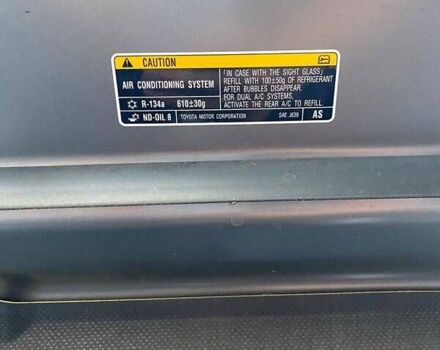 CAUTION
AIR CONDITIONING SYSTEM
R-134a 610±30g
ND-OIL 8 TOYOTA MOTOR CORPORATION
「IN CASE WITH THE SIGHT GLASS」
REFILL WITH 100±50g OF REFRIGERANT
AFTER BUBBLES DISAPPEAR.
FOR DUAL A/C SYSTEMS,
ACTIVATE THE REAR A/C TO REFILL.
SAE J639 AS